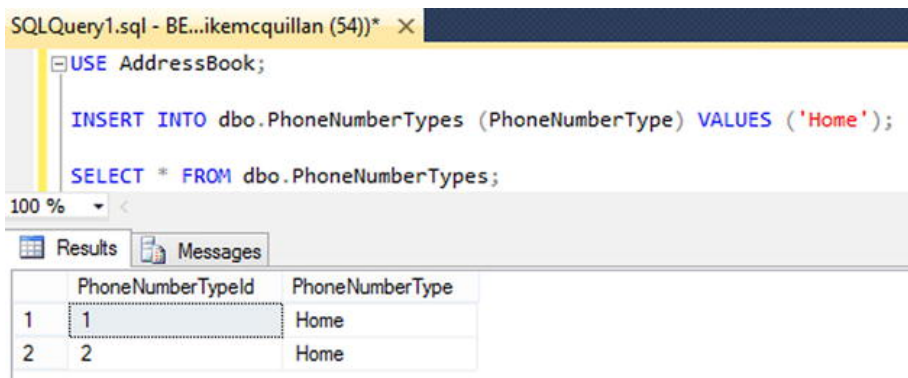 SQLQuery1.sql - BE...ikemcquillan (54))* ×
USE AddressBook;
INSERT INTO dbo.PhoneNumberTypes (PhoneNumberType) VALUES ('Home');
SELECT * FROM dbo.PhoneNumberTypes;
100 %
Results Messages
PhoneNumberTypeId PhoneNumberType
1 1 Home
2 2 Home